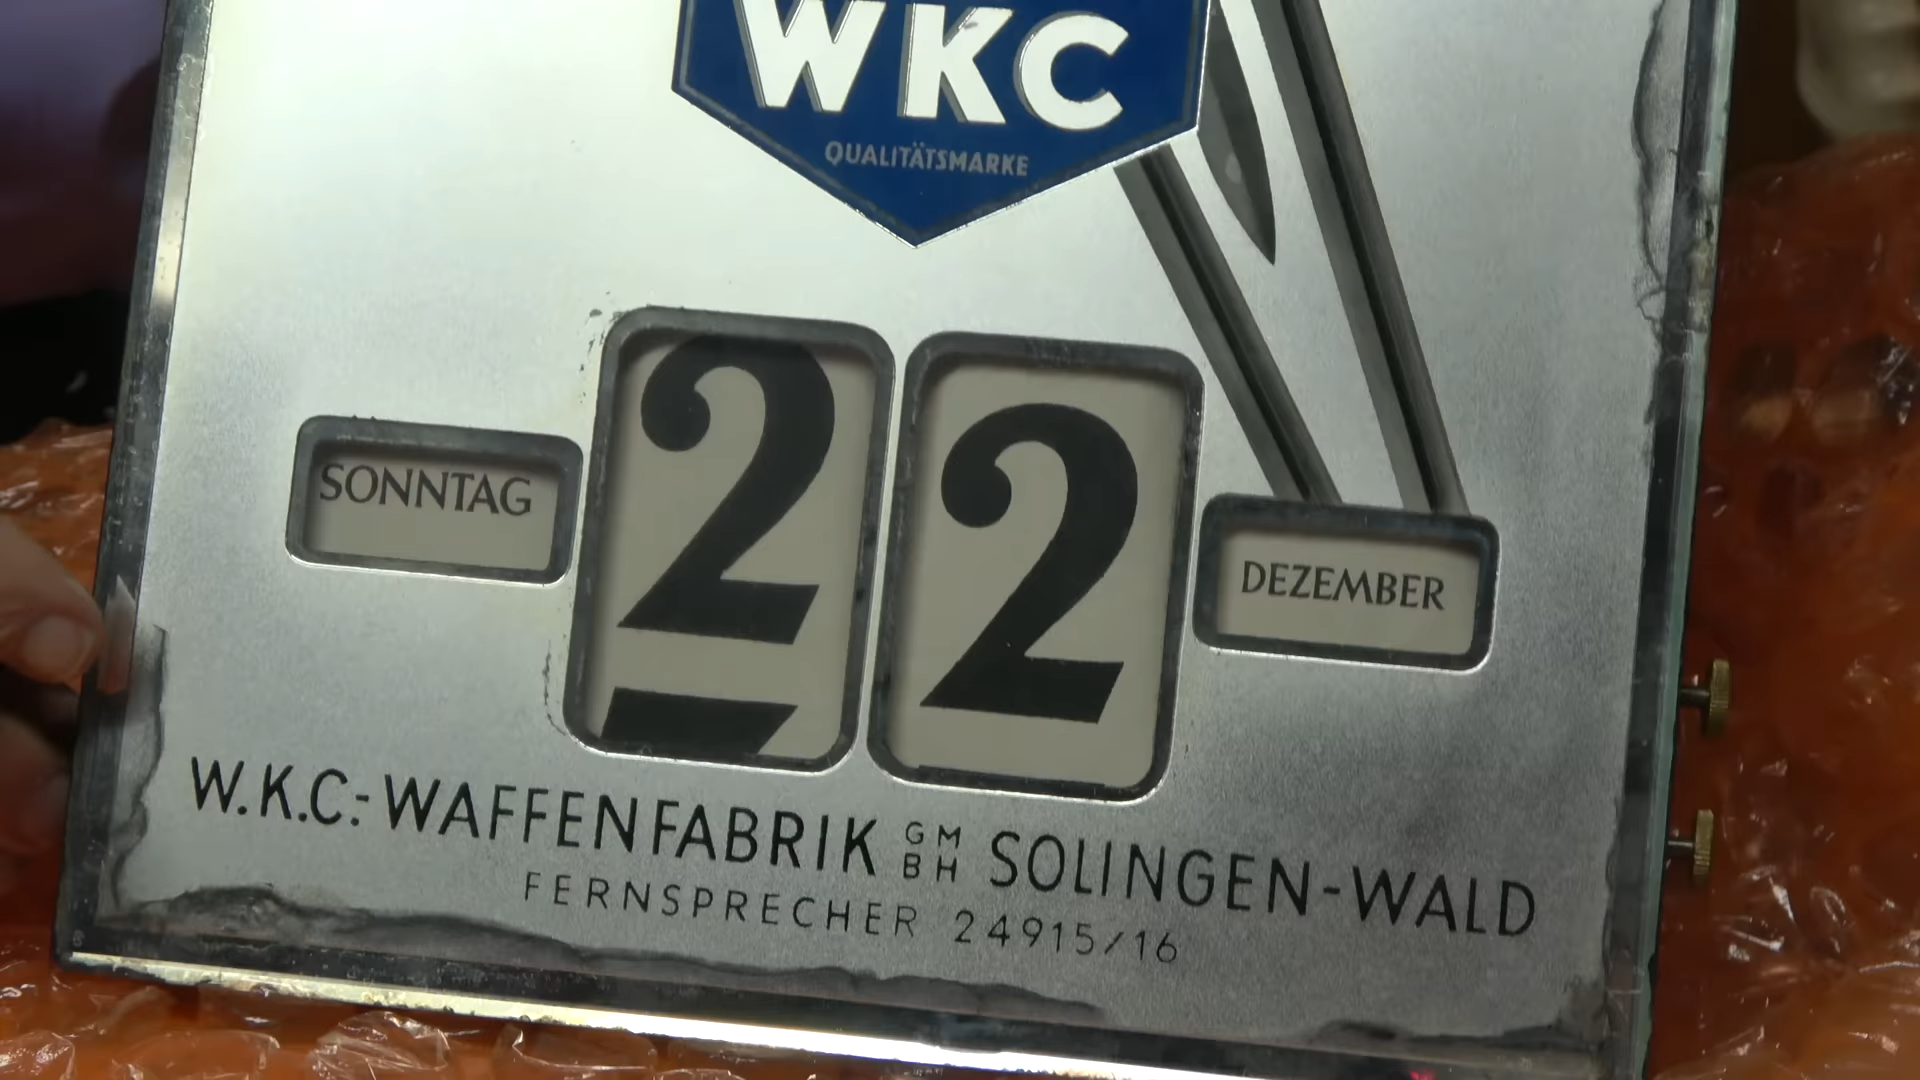 WKC
QUALITÄTSMARKE
SONNTAG 22 DEZEMBER
W.K.C.-WAFFENFABRIK GMBH SOLINGEN-WALD
FERNSPRECHER 24915/16